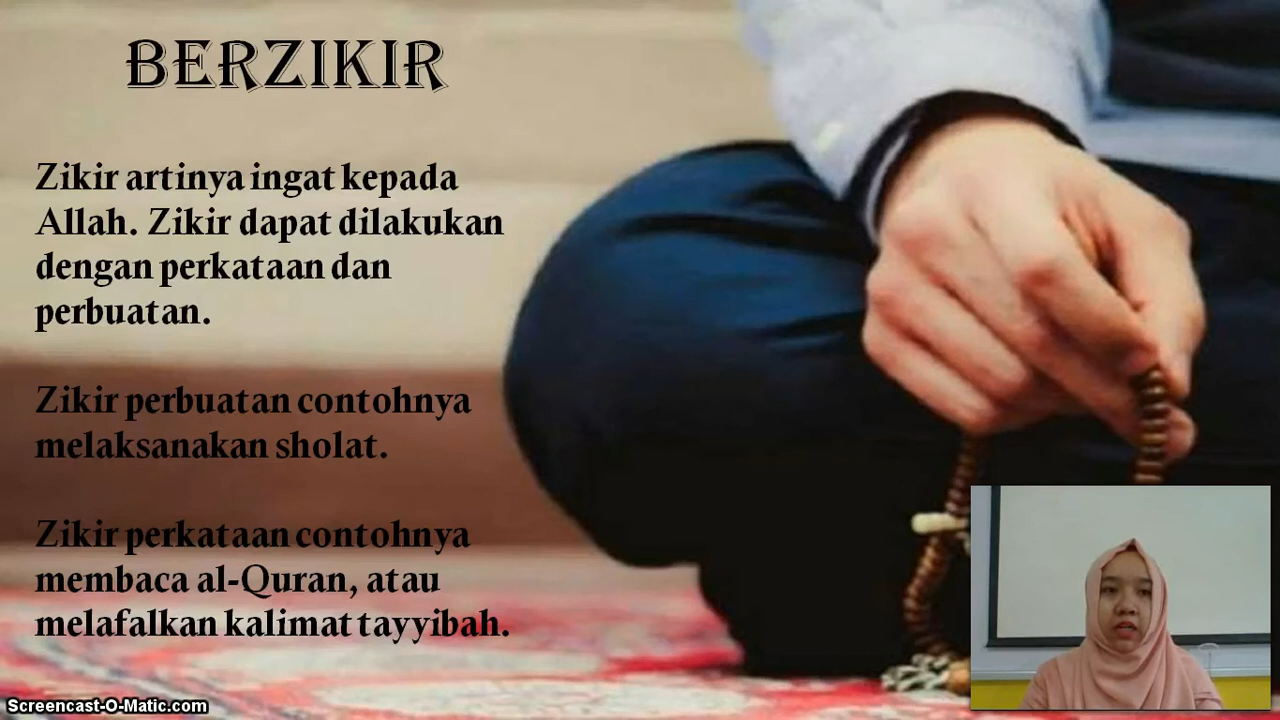 BERZIKIR
Zikir artinya ingat kepada
Allah. Zikir dapat dilakukan
dengan perkataan dan
perbuatan.
Zikir perbuatan contohnya
melaksanakan sholat.
Zikir perkataan contohnya
membaca al-Quran, atau
melafalkan kalimat tayyibah.
Screencast-O-Matic.com